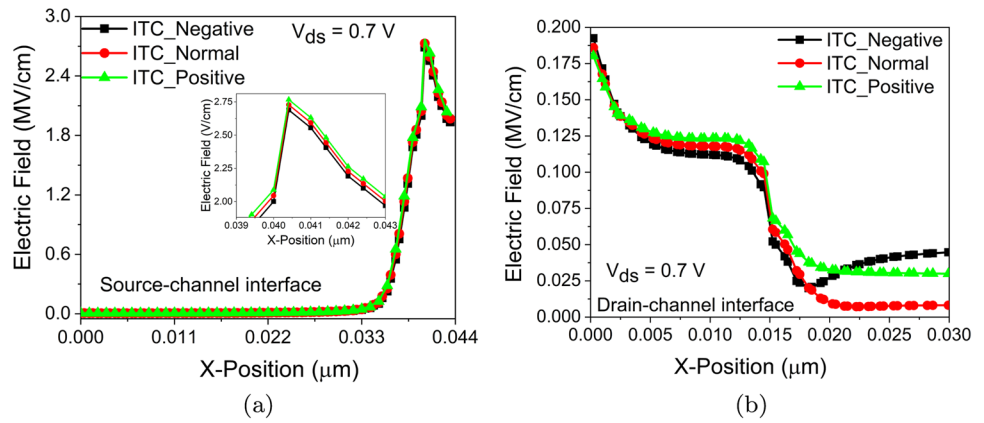 ITC_Negative
ITC_Normal
ITC_Positive
V_ds = 0.7 V
3.0
2.4
1.8
1.2
0.6
0.0
Electric Field (MV/cm)
2.75
2.50
2.25
2.00
Electric Field (V/cm)
0.039 0.040 0.041 0.042 0.043
X-Position (μm)
Source-channel interface
0.000 0.011 0.022 0.033 0.044
X-Position (μm)
(a)
ITC_Negative
ITC_Normal
ITC_Positive
0.200
0.175
0.150
0.125
0.100
0.075
0.050
0.025
0.000
Electric Field (MV/cm)
V_ds = 0.7 V
Drain-channel interface
0.000 0.005 0.010 0.015 0.020 0.025 0.030
X-Position (μm)
(b)